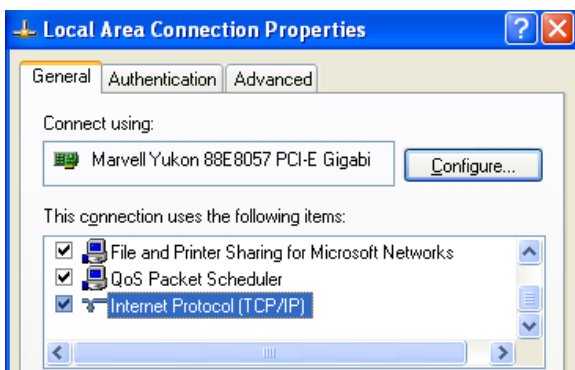 Local Area Connection Properties
General Authentication Advanced
Connect using:
Marvell Yukon 88E8057 PCI-E Gigabi Configure...
This connection uses the following items:
File and Printer Sharing for Microsoft Networks
QoS Packet Scheduler
Internet Protocol (TCP/IP)